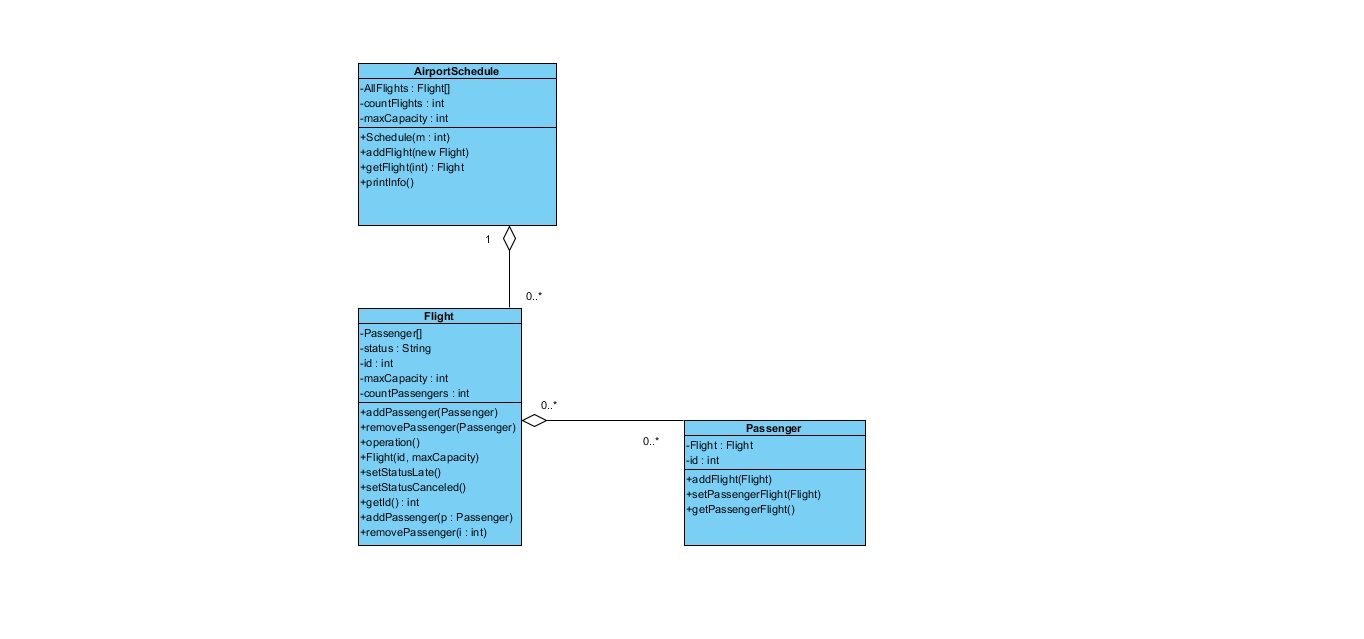 AirportSchedule
-AllFlights : Flight[]
-countFlights : int
-maxCapacity : int
+Schedule(m : int)
+addFlight(new Flight)
+getFlight(int) : Flight
+printInfo()
1
0..*
Flight
-Passenger[]
-status : String
-id : int
-maxCapacity : int
-countPassengers : int
+addPassenger(Passenger)
+removePassenger(Passenger)
+operation()
+Flight(id, maxCapacity)
+setStatusLate()
+setStatusCanceled()
+getId() : int
+addPassenger(p : Passenger)
+removePassenger(i : int)
0..*
0..*
Passenger
-Flight : Flight
-id : int
+addFlight(Flight)
+setPassengerFlight(Flight)
+getPassengerFlight()